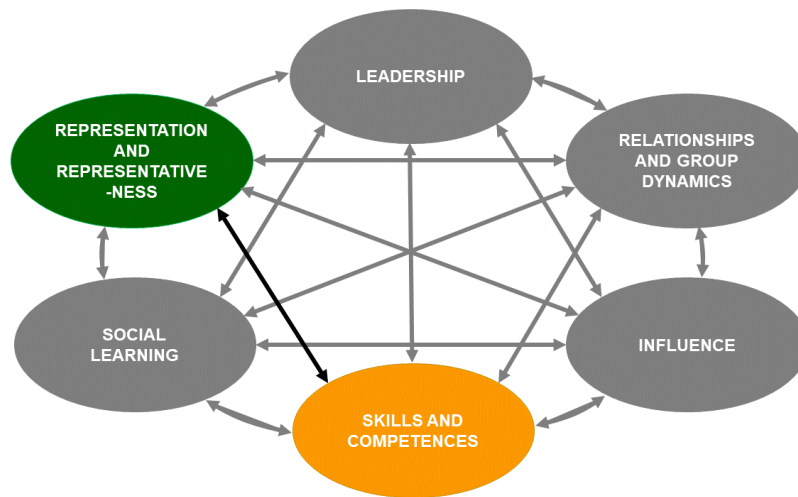 LEADERSHIP
REPRESENTATION
AND
REPRESENTATIVE
-NESS
RELATIONSHIPS
AND GROUP
DYNAMICS
SOCIAL
LEARNING
INFLUENCE
SKILLS AND
COMPETENCES